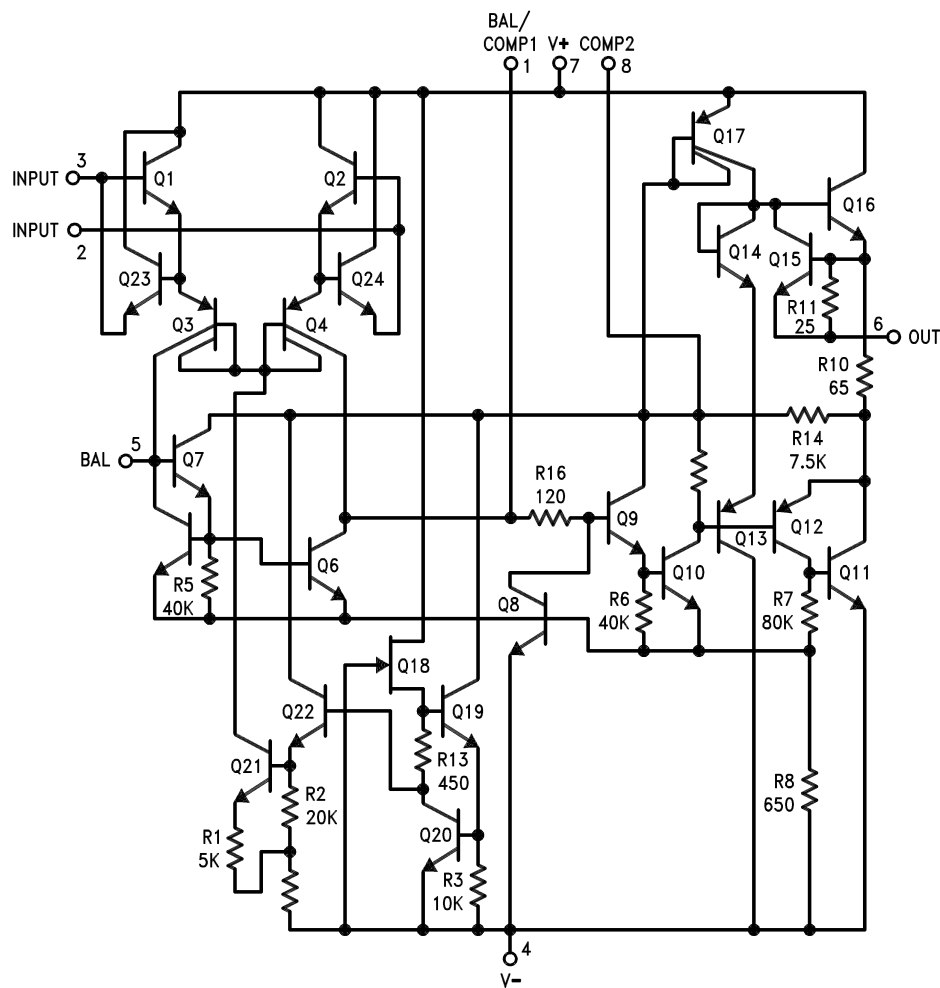 BAL/
COMP1 V+ COMP2
1 7 8
Q17
3
INPUT Q1 Q2
INPUT
2
Q16
Q14 Q15
Q23 Q24
R11
25
6
OUT
Q3 Q4
R10
65
5
BAL Q7
R14
7.5K
R16
120
Q9 Q13 Q12
Q6 Q10 Q11
R5
40K
Q8 R6
40K
R7
80K
Q18
Q22 Q19
Q21
R13
450
R8
650
R2
20K
R1
5K
Q20
R3
10K
4
V-